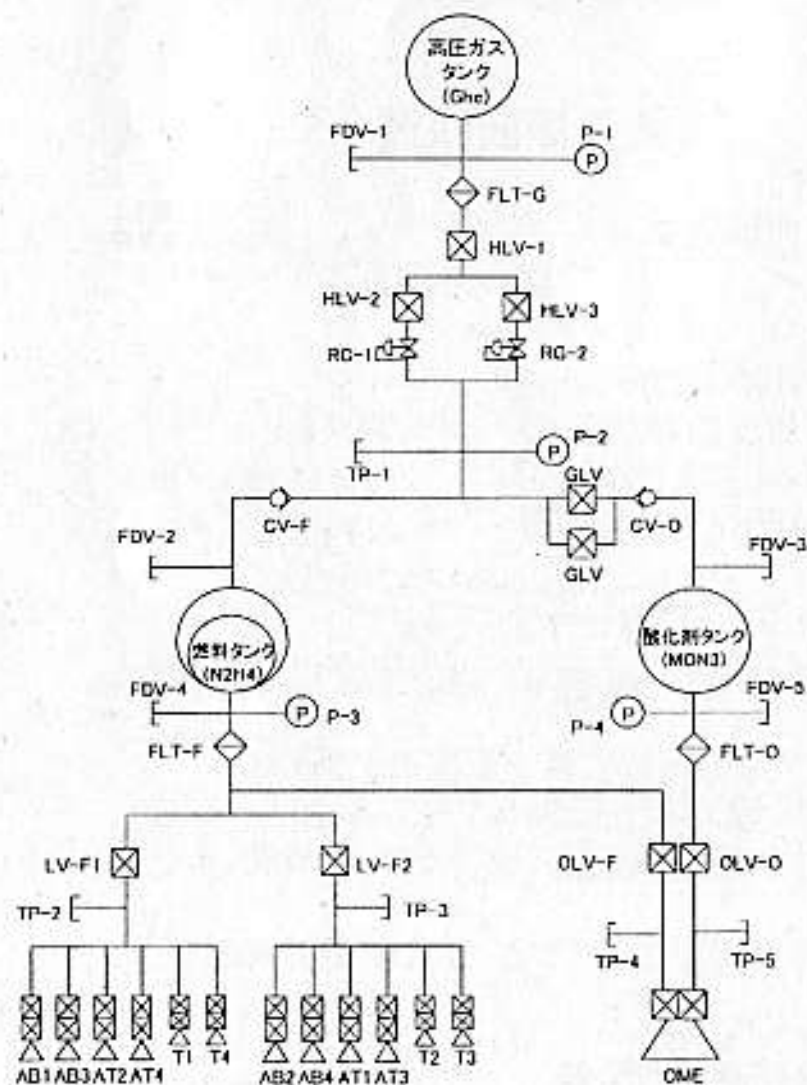 高圧ガス
タンク
(Ghe)
FDV-1
P-1
P
FLT-G
HLV-1
HLV-2
HLV-3
RG-1
RG-2
P-2
P
TP-1
GLV
CV-F
CV-O
FDV-2
GLV
FDV-3
燃料タンク
(N2H4)
酸化剤タンク
(MON3)
FDV-4
FDV-5
P
P-3
P
P-4
FLT-F
FLT-O
LV-F1
LV-F2
OLV-F
OLV-O
TP-2
TP-3
TP-4
TP-5
AB1 AB3 AT2 AT4 T1 T4
AB2 AB4 AT1 AT3 T2 T3
OME